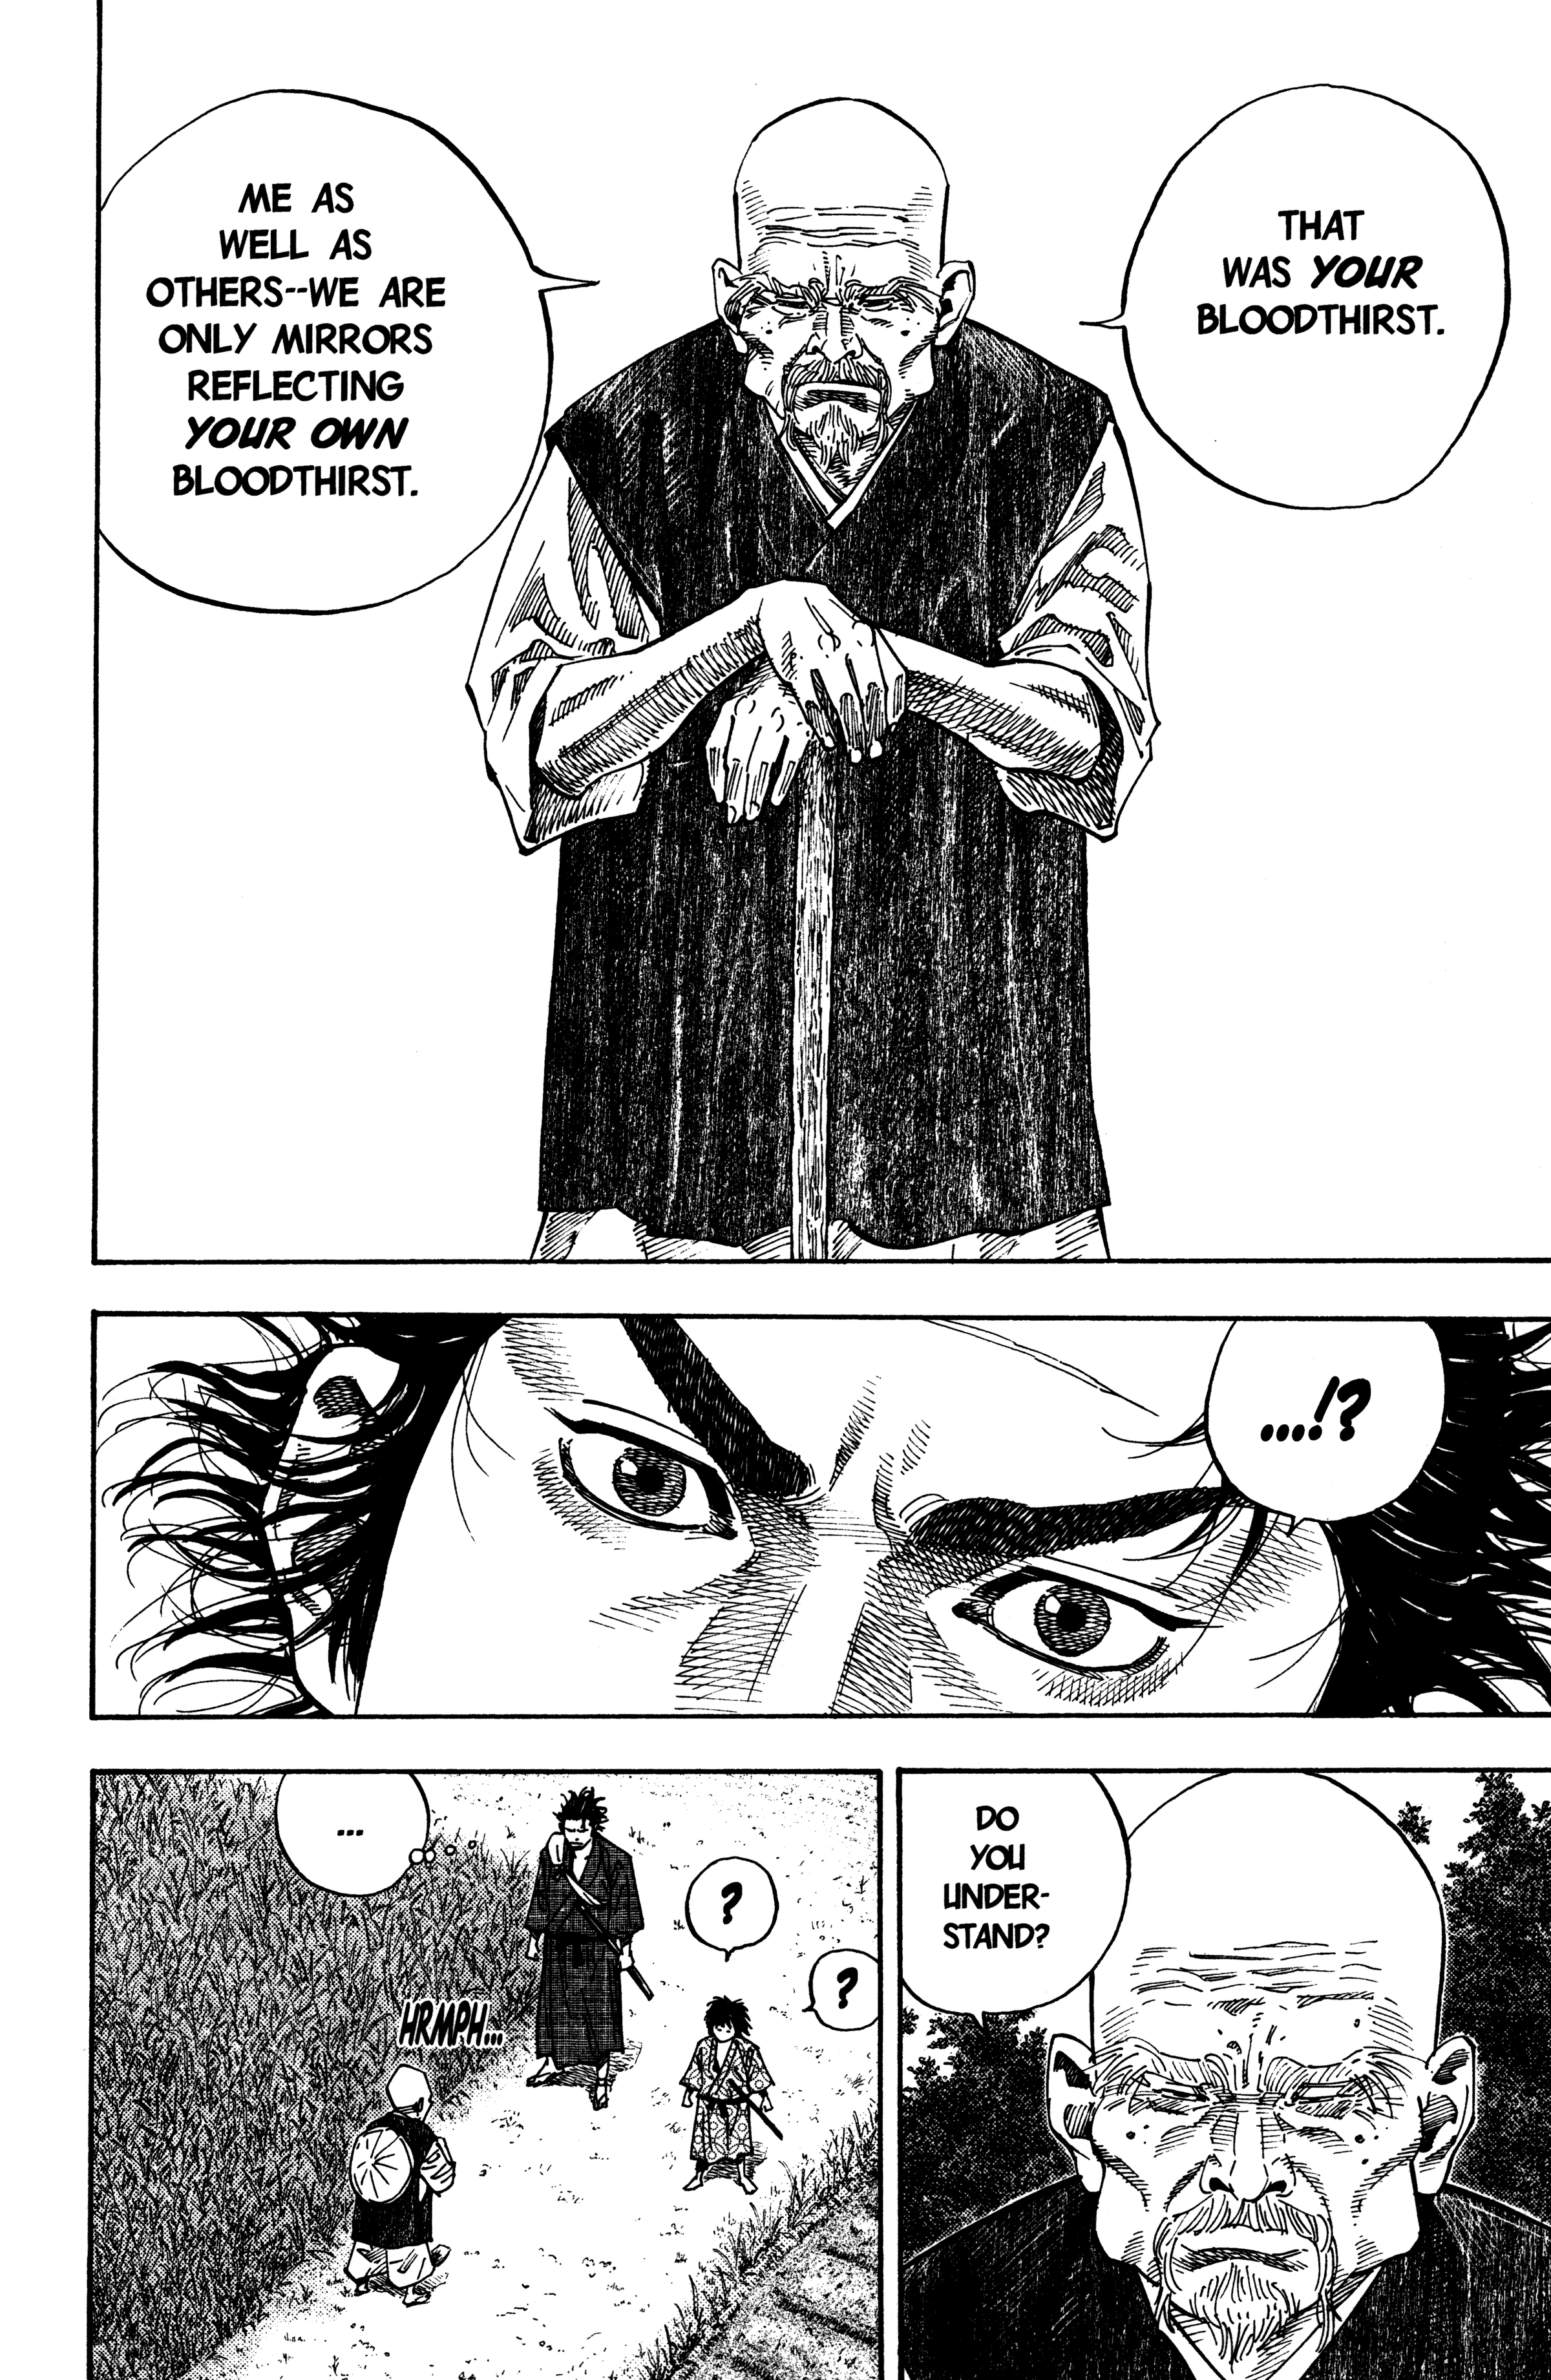 THAT
WAS YOUR
BLOODTHIRST.
ME AS
WELL AS
OTHERS--WE ARE
ONLY MIRRORS
REFLECTING
YOUR OWN
BLOODTHIRST.
....!?
DO
YOU
UNDER-
STAND?
...
?
?
HRMPH...